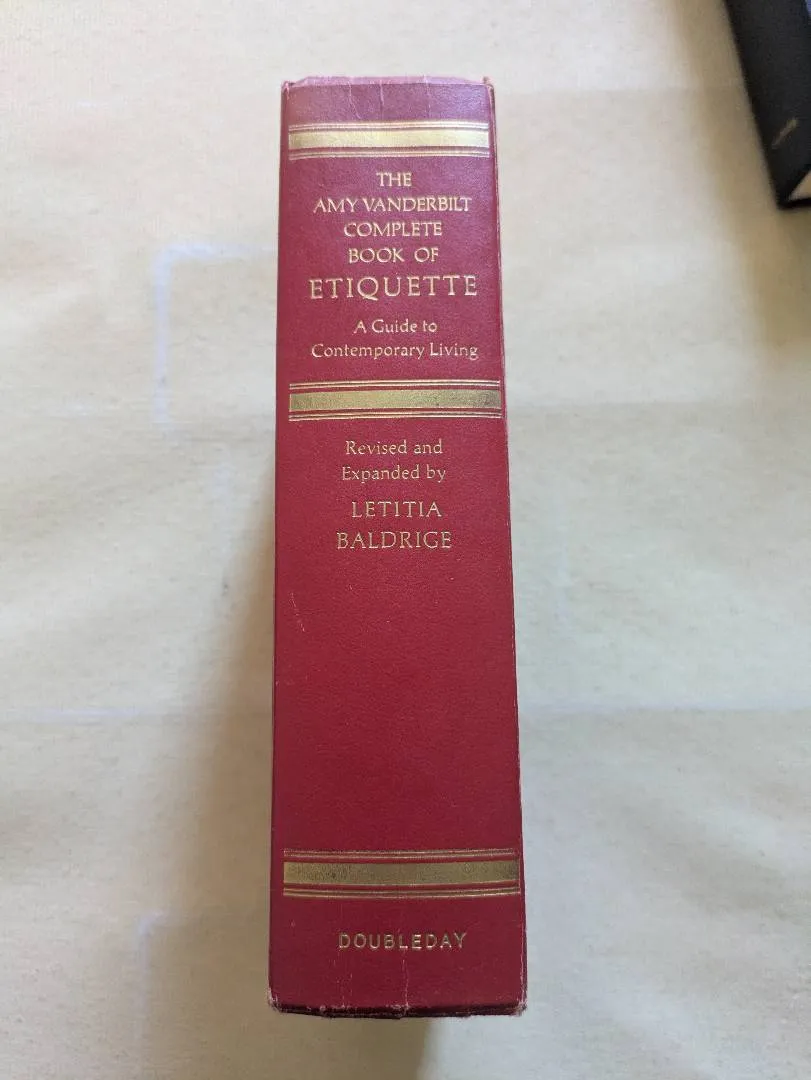 THE
AMY VANDERBILT
COMPLETE
BOOK OF
ETIQUETTE
A Guide to
Contemporary Living
Revised and
Expanded by
LETITIA
BALDRIGE
DOUBLEDAY